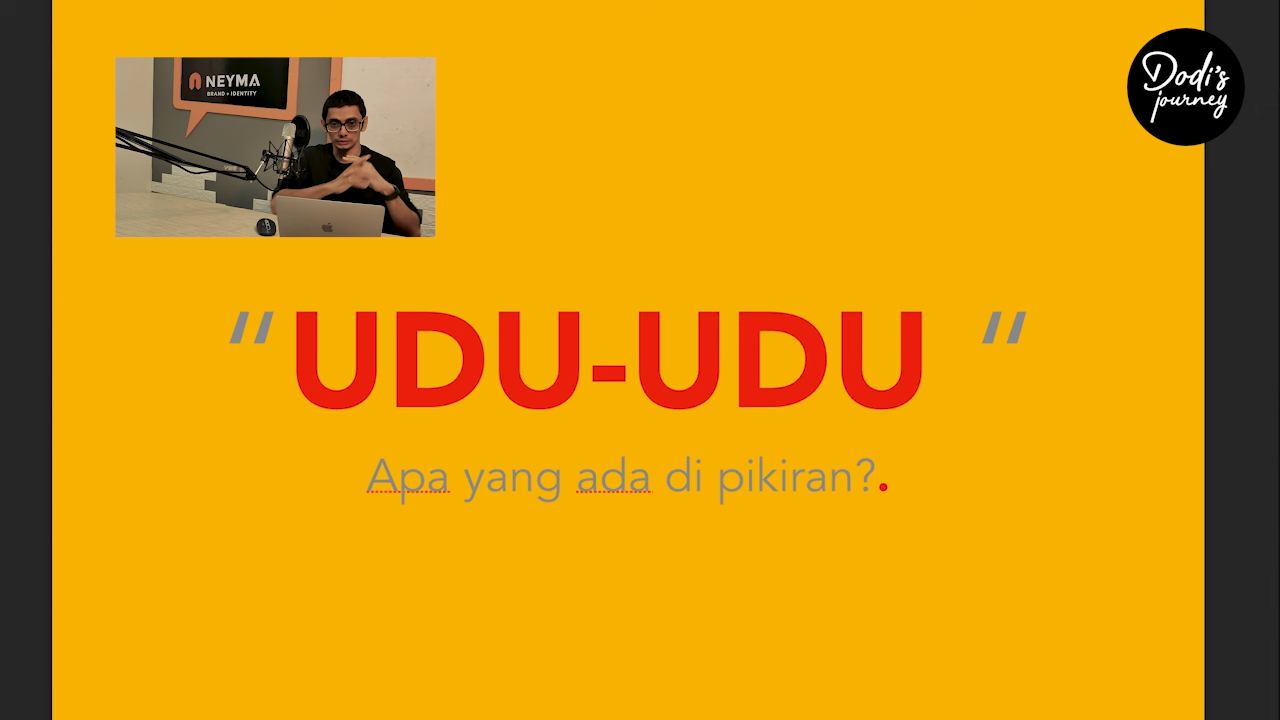 NEYMA
BRAND + IDENTITY
Dodi's
journey
“UDU-UDU “
Apa yang ada di pikiran?.